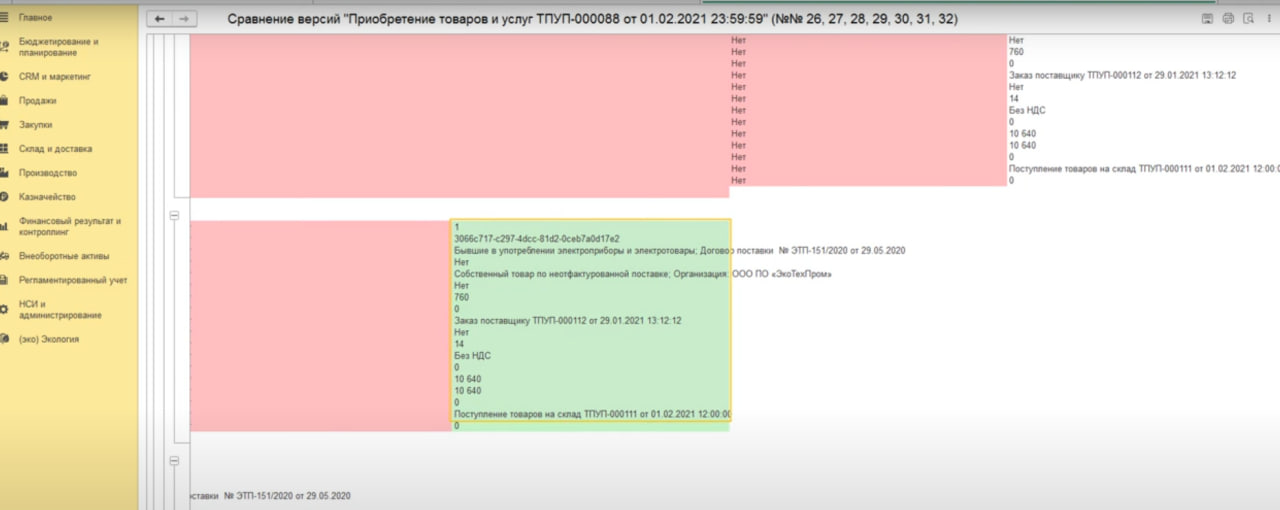 Сравнение версий "Приобретение товаров и услуг ТПУП-000088 от 01.02.2021 23:59:59" (№№ 26, 27, 28, 29, 30, 31, 32)
Главное
Бюджетирование и
планирование
CRM и маркетинг
Продажи
Закупки
Склад и доставка
Производство
Казначейство
Финансовый результат и
контроллинг
Внеоборотные активы
Регламентированный учет
НСИ и
администрирование
(эко) Экология
Нет
Нет
Нет
Нет
Нет
Нет
Нет
Нет
Нет
Нет
Нет
Нет
Нет
Нет
760
0
Заказ поставщику ТПУП-000112 от 29.01.2021 13:12:12
Нет
14
Без НДС
0
10 640
10 640
0
Поступление товаров на склад ТПУП-000111 от 01.02.2021 12:00:0
0
1
3066c717-c297-4dcc-81d2-0ceb7a0d17e2
Бывшие в употреблении электроприборы и электротовары; Договор поставки № ЭТП-151/2020 от 29.05.2020
Нет
Собственный товар по неотфактурованной поставке; Организация: ООО ПО «ЭкоТехПром»
Нет
760
0
Заказ поставщику ТПУП-000112 от 29.01.2021 13:12:12
Нет
14
Без НДС
0
10 640
10 640
0
Поступление товаров на склад ТПУП-000111 от 01.02.2021 12:00:00
0
ставки № ЭТП-151/2020 от 29.05.2020